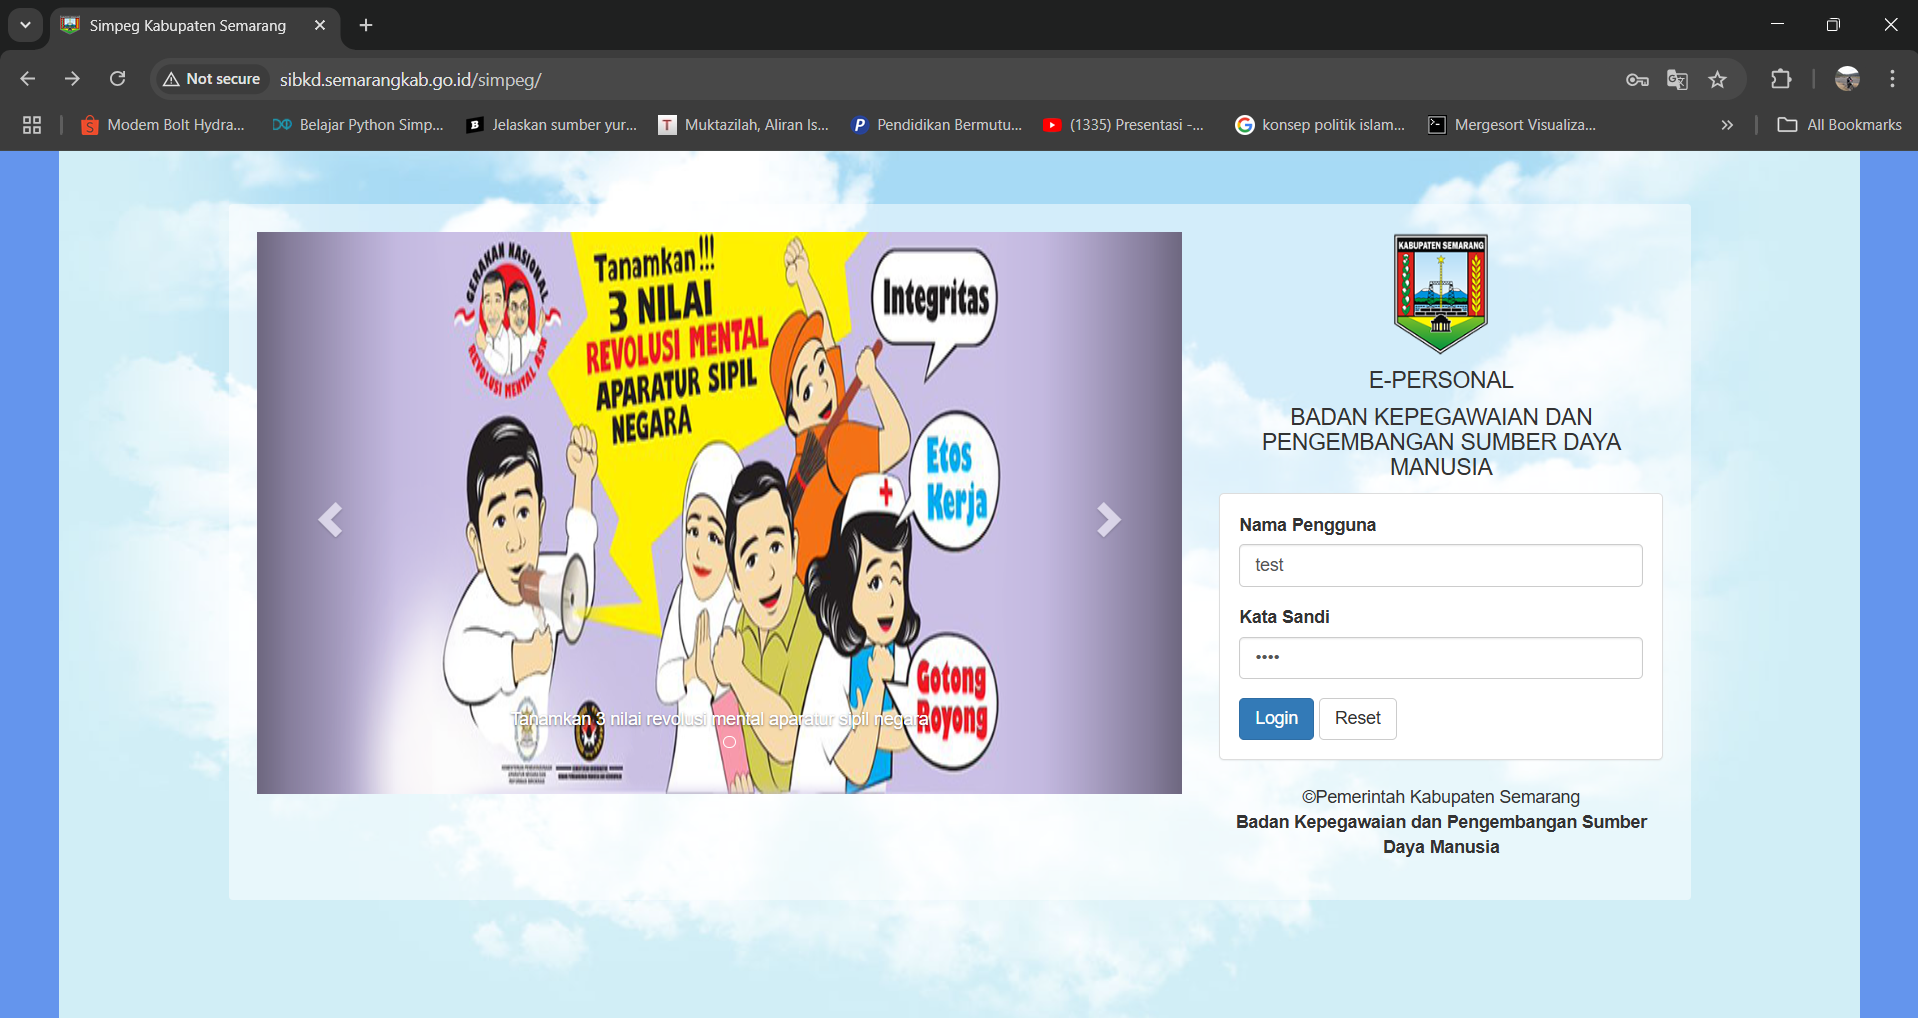 Simpeg Kabupaten Semarang
Not secure
sibkd.semarangkab.go.id/simpeg/
Modem Bolt Hydra...
Belajar Python Simp...
Jelaskan sumber yur...
Muktazilah, Aliran Is...
Pendidikan Bermutu...
(1335) Presentasi -...
konsep politik islam...
Mergesort Visualiza...
All Bookmarks
GERAKAN NASIONAL
REVOLUSI MENTAL ASN
Tanamkan!!!
3 NILAI
REVOLUSI MENTAL
APARATUR SIPIL
NEGARA
Integritas
Etos
Kerja
Gotong
Royong
Tanamkan 3 nilai revolusi mental aparatur sipil negara
KABUPATEN SEMARANG
E-PERSONAL
BADAN KEPEGAWAIAN DAN
PENGEMBANGAN SUMBER DAYA
MANUSIA
Nama Pengguna
test
Kata Sandi
••••
Login
Reset
©Pemerintah Kabupaten Semarang
Badan Kepegawaian dan Pengembangan Sumber
Daya Manusia